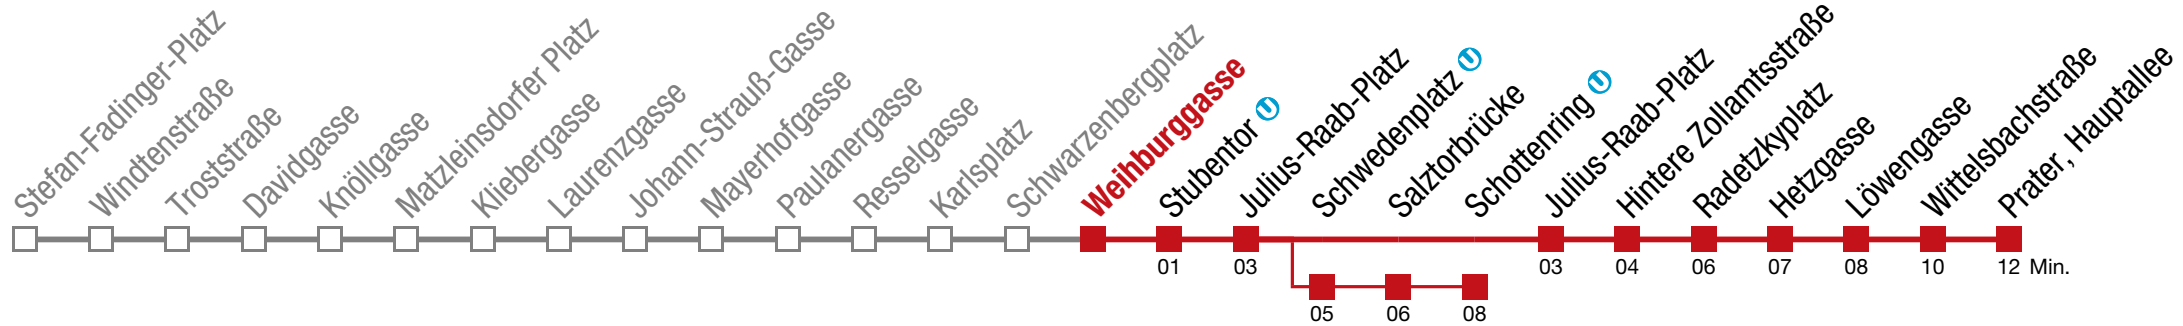 Stefan-Fadinger-Platz
Windtenstraße
Troststraße
Davidgasse
Knöllgasse
Matzleinsdorfer Platz
Kliebergasse
Laurenzgasse
Johann-Strauß-Gasse
Mayerhofgasse
Paulanergasse
Resselgasse
Karlsplatz
Schwarzenbergplatz
Weihburggasse
Stubentor U
Julius-Raab-Platz
Schwedenplatz U
Salztorbrücke
Schottenring U
Julius-Raab-Platz
Hintere Zollamtsstraße
Radetzkyplatz
Hetzgasse
Löwengasse
Wittelsbachstraße
Prater, Hauptallee
01 03 03 04 06 07 08 10 12 Min.
05 06 08